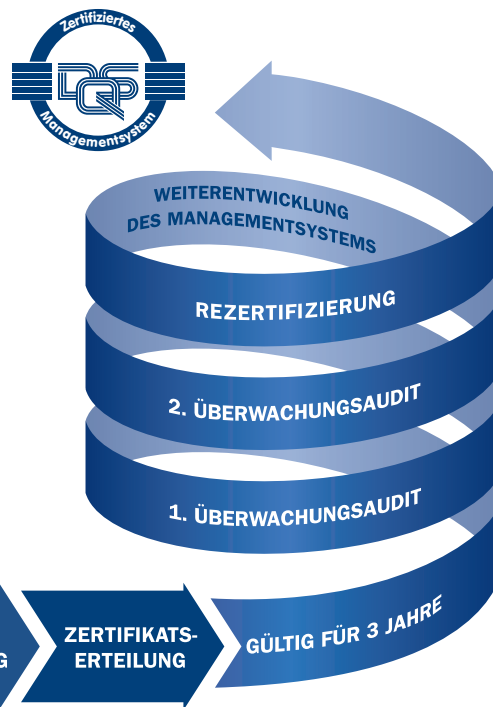 Zertifiziertes
DQS
Managementsystem
WEITERENTWICKLUNG
DES MANAGEMENTSYSTEMS
REZERTIFIZIERUNG
2. ÜBERWACHUNGSAUDIT
1. ÜBERWACHUNGSAUDIT
ZERTIFIKATS-
ERTEILUNG
GÜLTIG FÜR 3 JAHRE
G